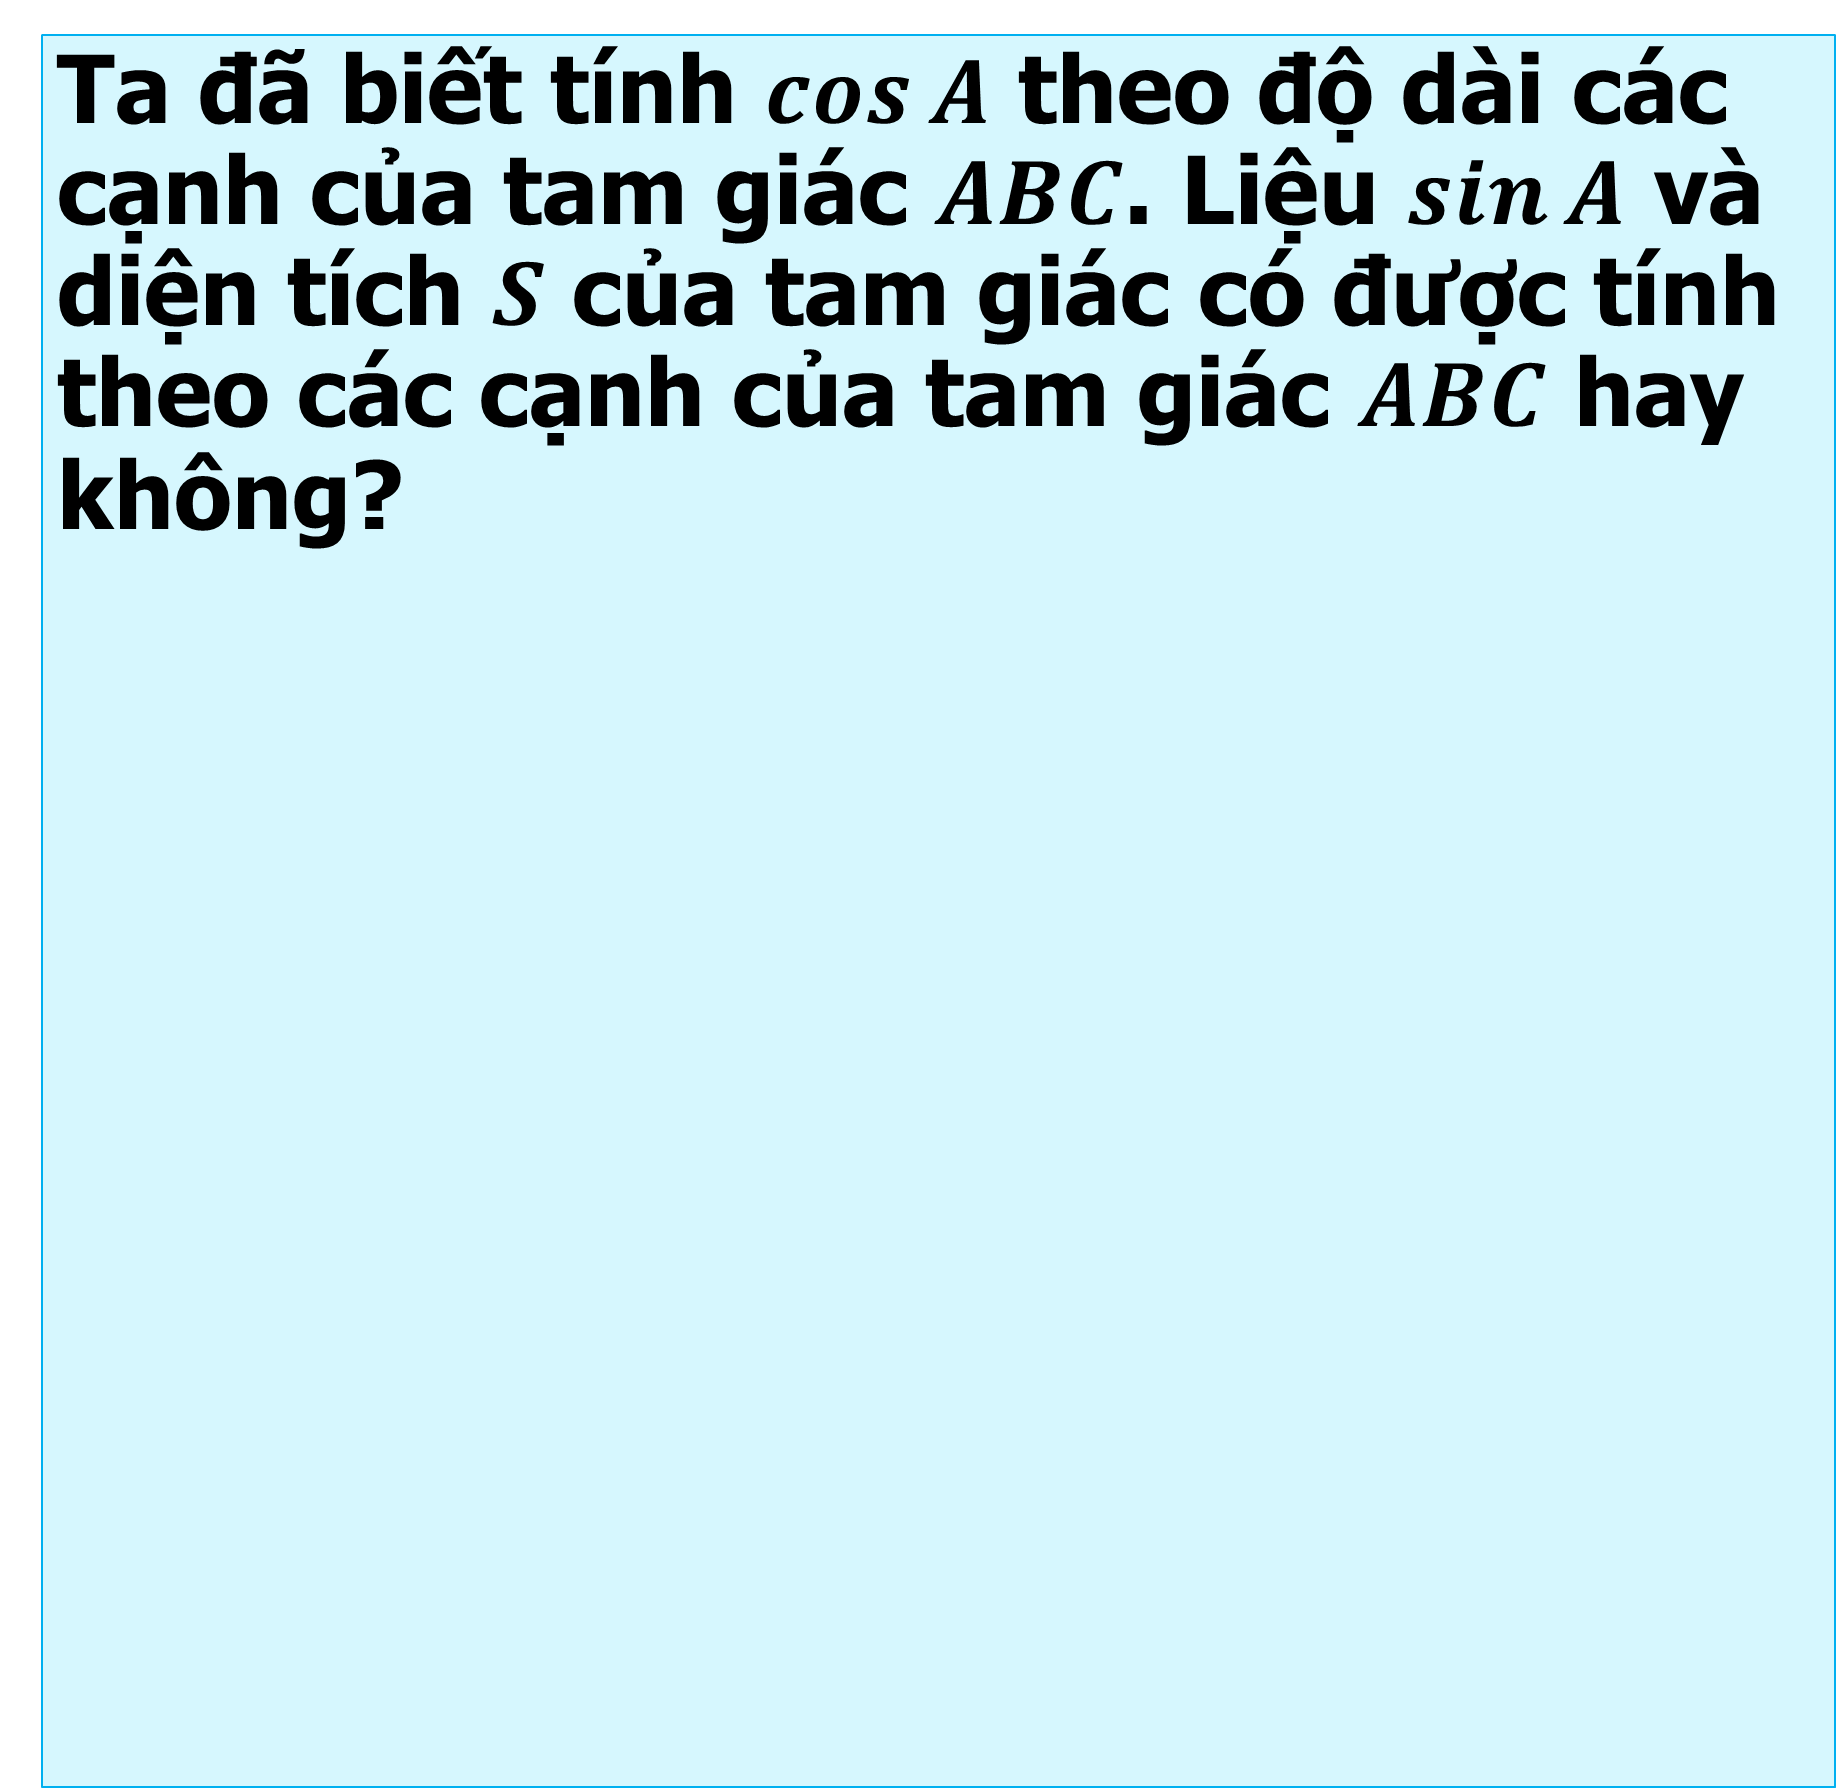 Ta đã biết tính cos A theo độ dài các
cạnh của tam giác ABC. Liệu sin A và
diện tích S của tam giác có được tính
theo các cạnh của tam giác ABC hay
không?